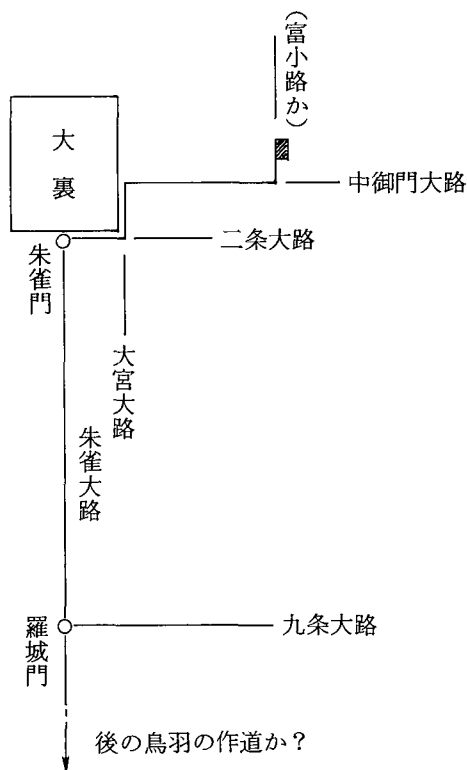 （富小路か）
大裏
中御門大路
二条大路
朱雀門
大宮大路
朱雀大路
九条大路
羅城門
後の鳥羽の作道か？